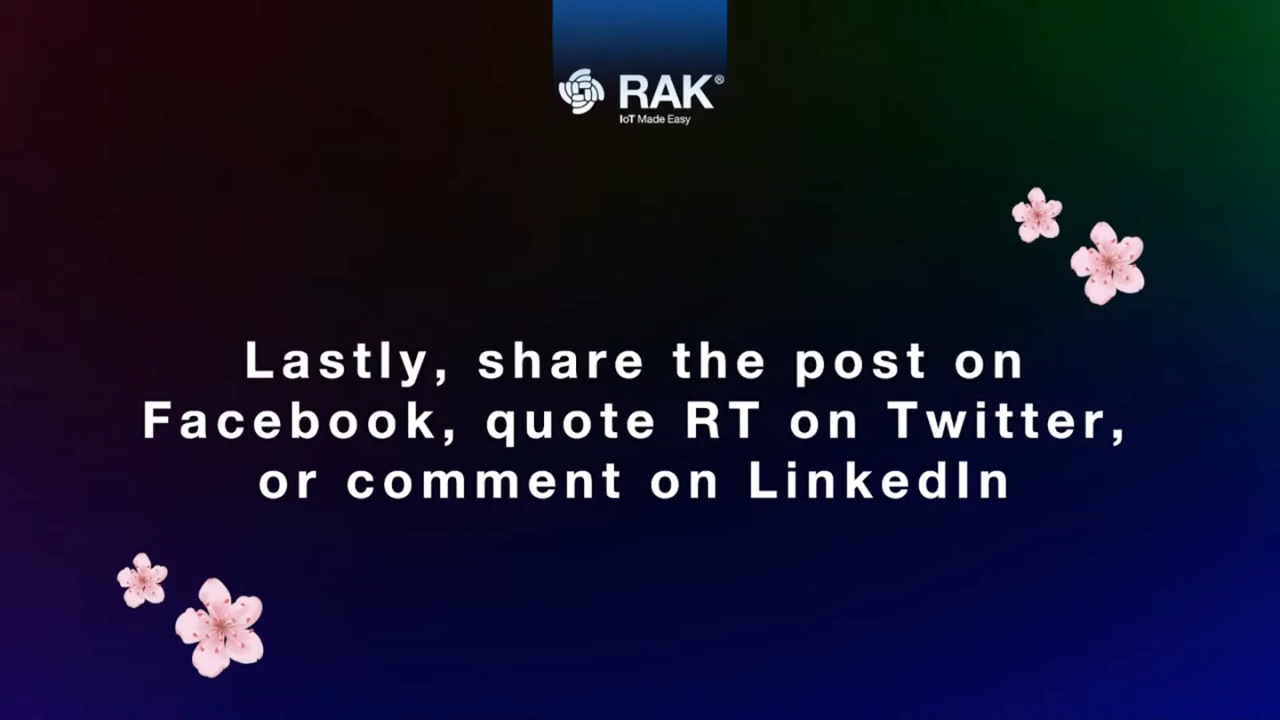 RAK®
IoT Made Easy
Lastly, share the post on
Facebook, quote RT on Twitter,
or comment on LinkedIn